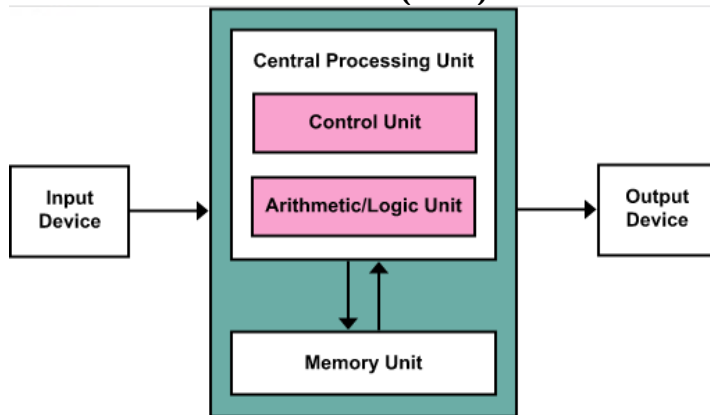 Central Processing Unit
Control Unit
Arithmetic/Logic Unit
Input
Device
Output
Device
Memory Unit